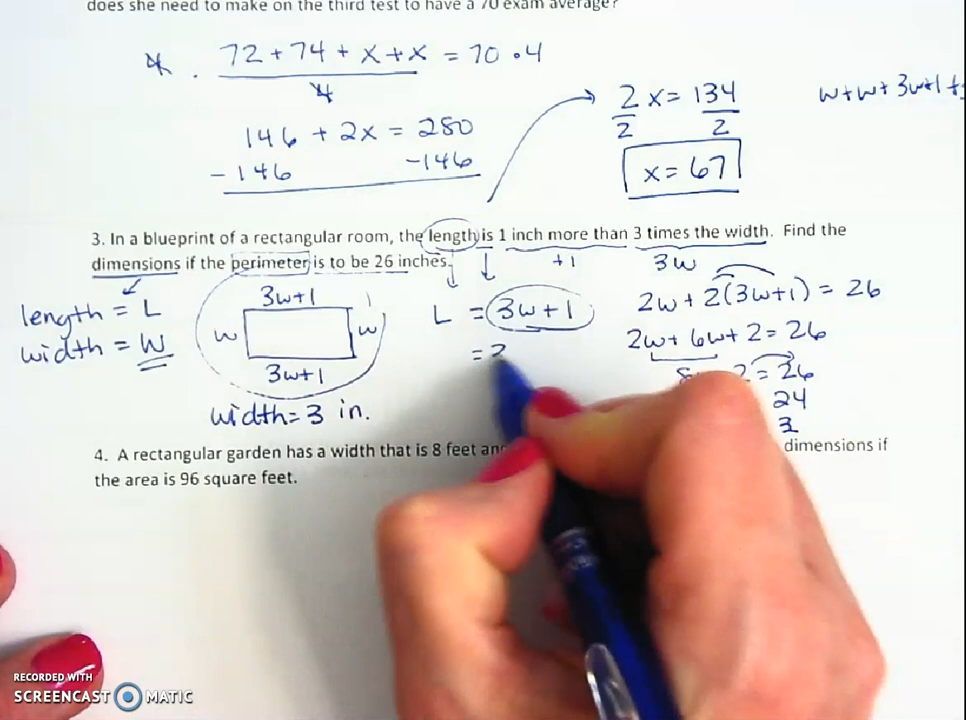 does she need to make on the third test to have a 70 exam average?
72 + 74 + x + x = 70 · 4
4 . 4
146 + 2x = 280
- 146 -146
2x = 134
2 2
x = 67
w+w+3w+1+
3. In a blueprint of a rectangular room, the length is 1 inch more than 3 times the width. Find the
dimensions if the perimeter is to be 26 inches.
+1 3w
length = L
width = W
3w+1
w w
3w+1
width = 3 in.
L = 3w + 1
= 3
2w + 2(3w+1) = 26
2w + 6w + 2 = 26
2 = 26
24
3
4. A rectangular garden has a width that is 8 feet and dimensions if
the area is 96 square feet.
RECORDED WITH
SCREENCAST MATIC